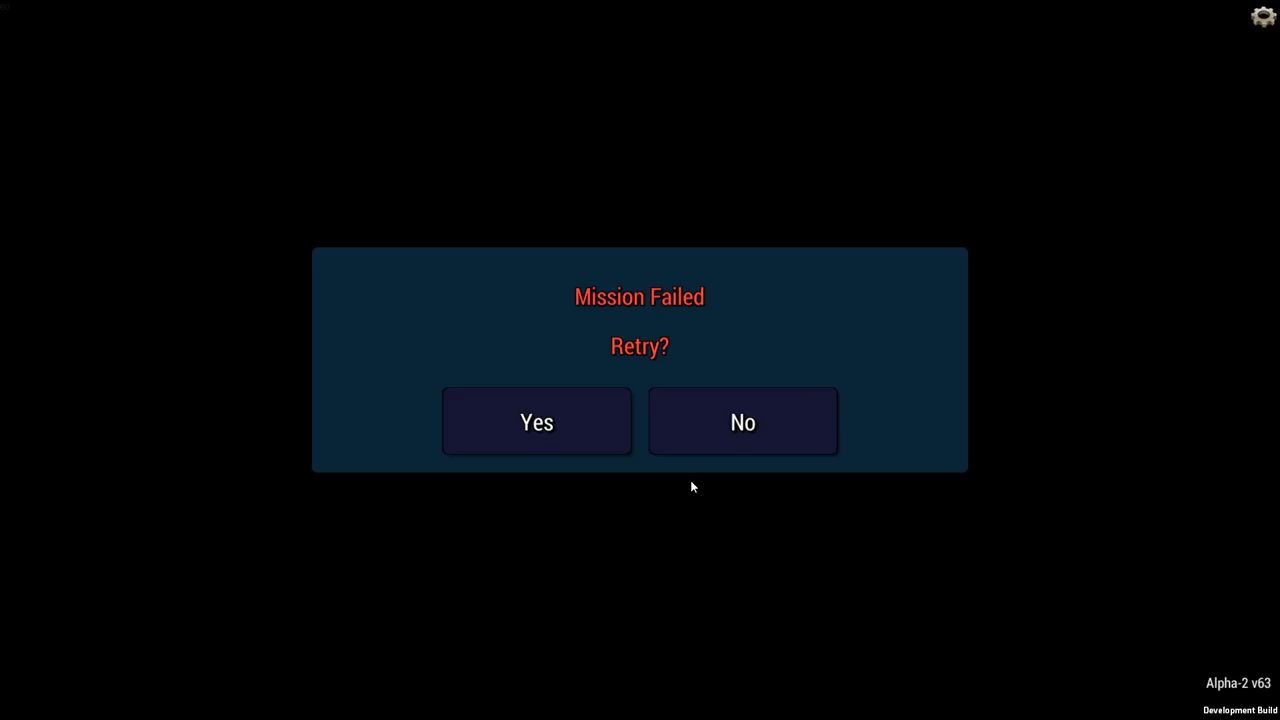 Mission Failed
Retry?
Yes
No
Alpha-2 v63
Development Build